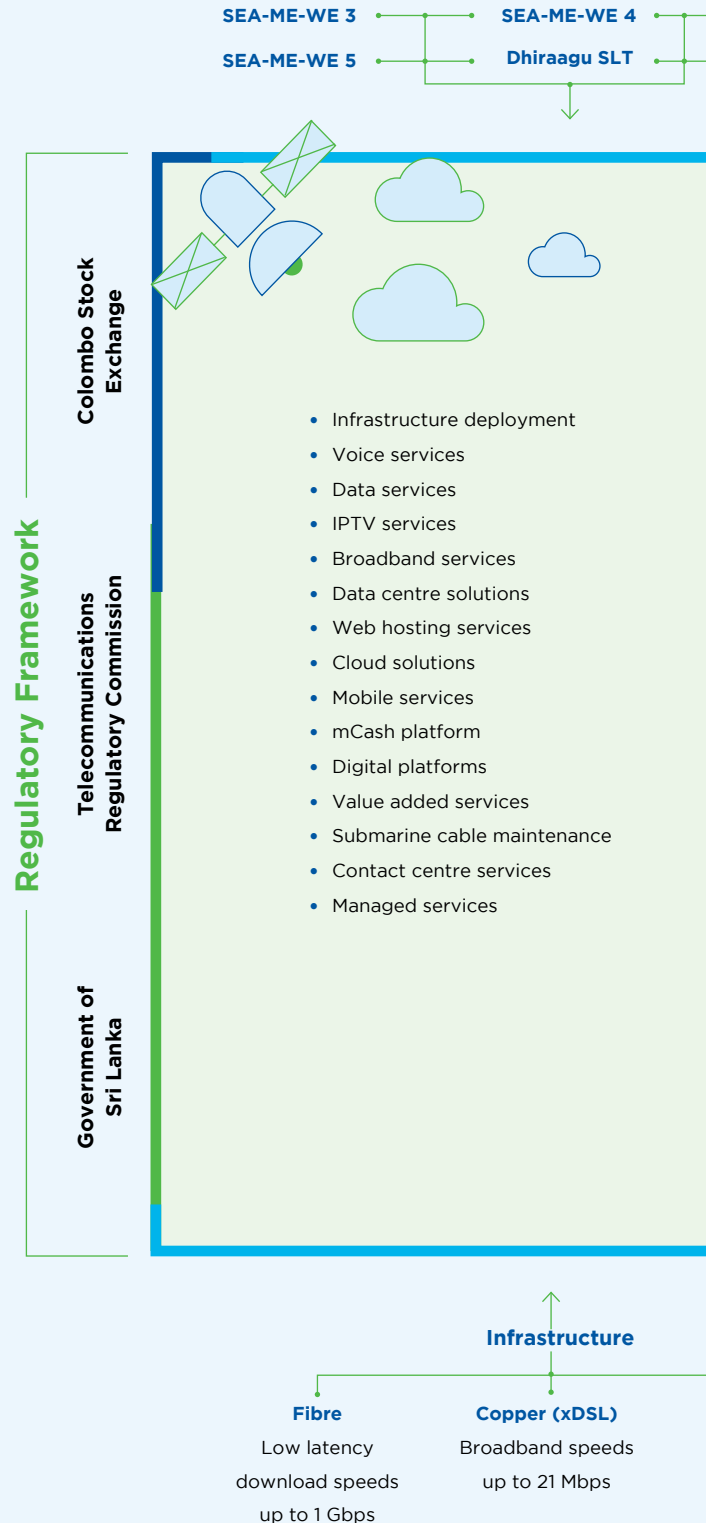 SEA-ME-WE 3
SEA-ME-WE 4
SEA-ME-WE 5
Dhiraagu SLT
Regulatory Framework
Colombo Stock
Exchange
Telecommunications
Regulatory Commission
Government of
Sri Lanka
• Infrastructure deployment
• Voice services
• Data services
• IPTV services
• Broadband services
• Data centre solutions
• Web hosting services
• Cloud solutions
• Mobile services
• mCash platform
• Digital platforms
• Value added services
• Submarine cable maintenance
• Contact centre services
• Managed services
Infrastructure
Fibre
Low latency
download speeds
up to 1 Gbps
Copper (xDSL)
Broadband speeds
up to 21 Mbps